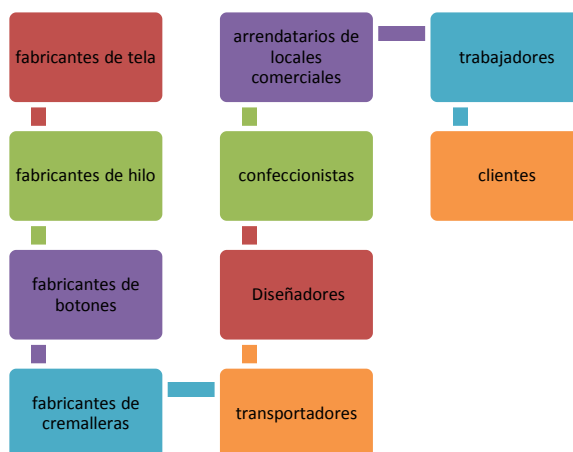 fabricantes de tela
fabricantes de hilo
fabricantes de
botones
fabricantes de
cremalleras
transportadores
Diseñadores
confeccionistas
arrendatarios de
locales
comerciales
trabajadores
clientes